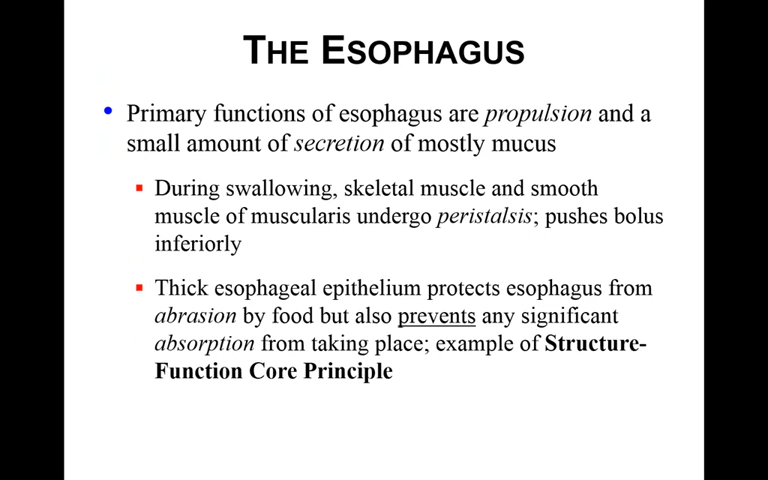 THE ESOPHAGUS
• Primary functions of esophagus are propulsion and a
small amount of secretion of mostly mucus
▪ During swallowing, skeletal muscle and smooth
muscle of muscularis undergo peristalsis; pushes bolus
inferiorly
▪ Thick esophageal epithelium protects esophagus from
abrasion by food but also prevents any significant
absorption from taking place; example of Structure-
Function Core Principle